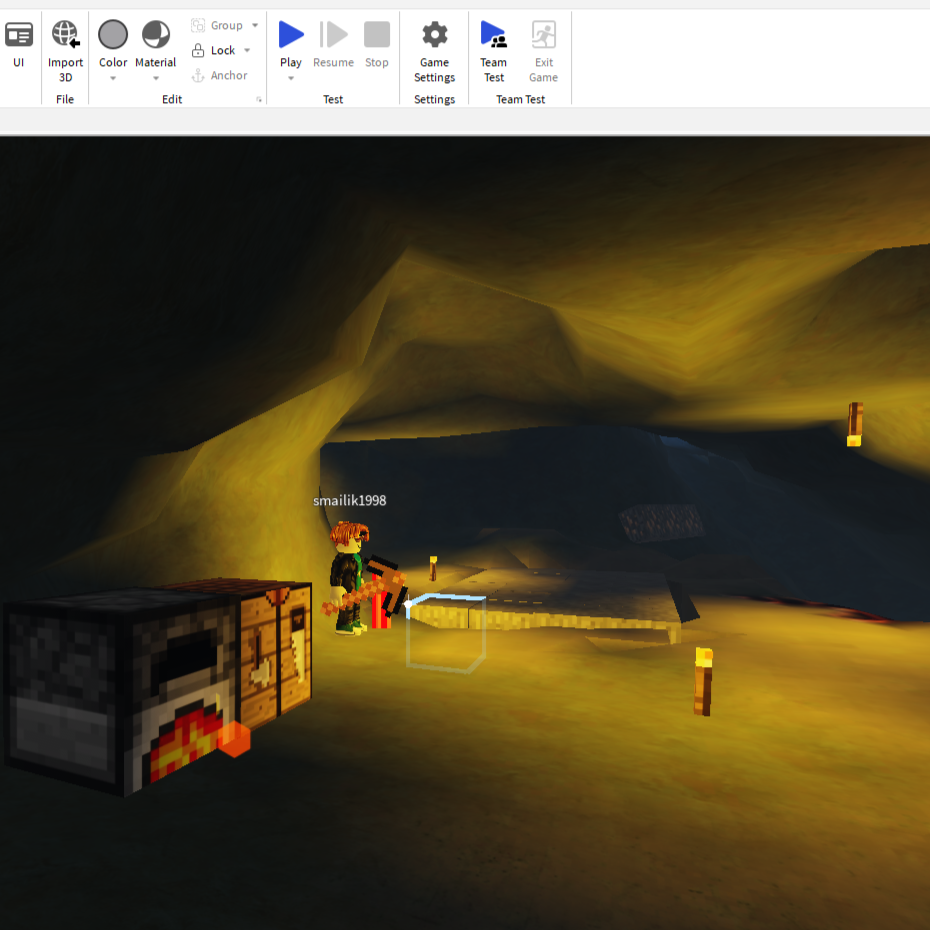 UI
Import
3D
File
Color
Material
Group
Lock
Anchor
Edit
Play
Resume
Stop
Test
Game
Settings
Settings
Team
Test
Exit
Game
Team Test
smailik1998